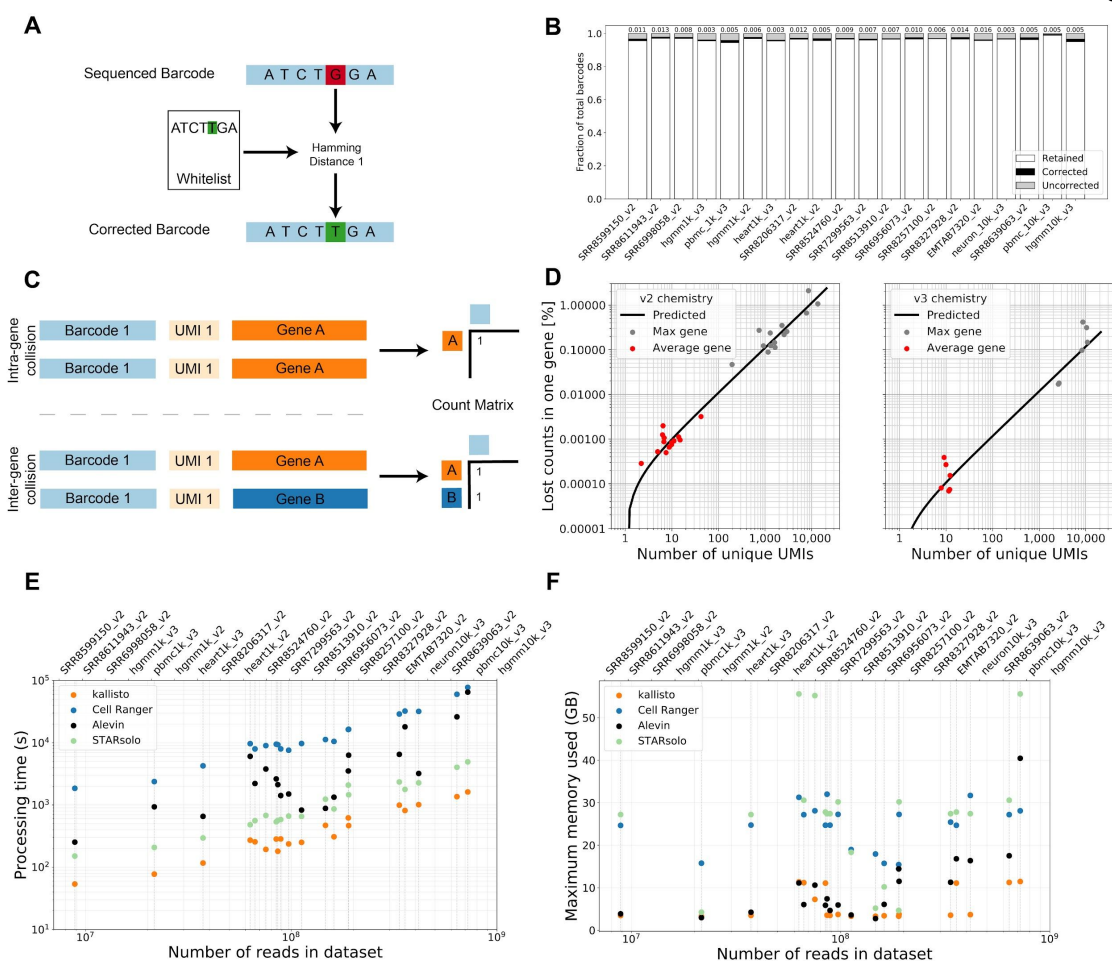 A
Sequenced Barcode
A T C T G G A
ATCTTGA
Whitelist
Hamming
Distance 1
Corrected Barcode
A T C T T G A
B
Fraction of total barcodes
1.0
0.8
0.6
0.4
0.2
0.0
0.011 0.013 0.008 0.003 0.005 0.006 0.003 0.012 0.005 0.009 0.007 0.007 0.010 0.006 0.014 0.016 0.003 0.005 0.005 0.005
Retained
Corrected
Uncorrected
SRR8599150_v2
SRR8611943_v2
SRR6998058_v2
hgmm1k_v3
pbmc_1k_v3
hgmm1k_v2
heart1k_v3
SRR8206317_v2
heart1k_v2
SRR8524760_v2
SRR7299563_v2
SRR8513910_v2
SRR6956073_v2
SRR8257100_v2
SRR8327928_v2
EMTAB7320_v2
neuron_10k_v3
SRR8639063_v2
pbmc_10k_v3
hgmm10k_v3
C
Intra-gene
collision
Barcode 1 UMI 1 Gene A
Barcode 1 UMI 1 Gene A
A 1
Count Matrix
Inter-gene
collision
Barcode 1 UMI 1 Gene A
Barcode 1 UMI 1 Gene B
A 1
B 1
D
Lost counts in one gene [%]
1.00000
0.10000
0.01000
0.00100
0.00010
0.00001
v2 chemistry
Predicted
Max gene
Average gene
1 10 100 1,000 10,000
Number of unique UMIs
v3 chemistry
Predicted
Max gene
Average gene
1 10 100 1,000 10,000
Number of unique UMIs
E
SRR8599150_v2
SRR8611943_v2
SRR6998058_v2
hgmm1k_v3
pbmc1k_v3
hgmm1k_v2
heart1k_v3
SRR8206317_v2
heart1k_v2
SRR8524760_v2
SRR7299563_v2
SRR8513910_v2
SRR6956073_v2
SRR8257100_v2
SRR8327928_v2
EMTAB7320_v2
neuron10k_v3
SRR8639063_v2
pbmc10k_v3
hgmm10k_v3
Processing time (s)
10⁵
10⁴
10³
10²
10¹
kallisto
Cell Ranger
Alevin
STARsolo
10⁷ 10⁸ 10⁹
Number of reads in dataset
F
SRR8599150_v2
SRR8611943_v2
SRR6998058_v2
hgmm1k_v3
pbmc1k_v3
hgmm1k_v2
heart1k_v3
SRR8206317_v2
heart1k_v2
SRR8524760_v2
SRR7299563_v2
SRR8513910_v2
SRR6956073_v2
SRR8257100_v2
SRR8327928_v2
EMTAB7320_v2
neuron10k_v3
SRR8639063_v2
pbmc10k_v3
hgmm10k_v3
Maximum memory used (GB)
50
40
30
20
10
0
kallisto
Cell Ranger
Alevin
STARsolo
10⁷ 10⁸ 10⁹
Number of reads in dataset